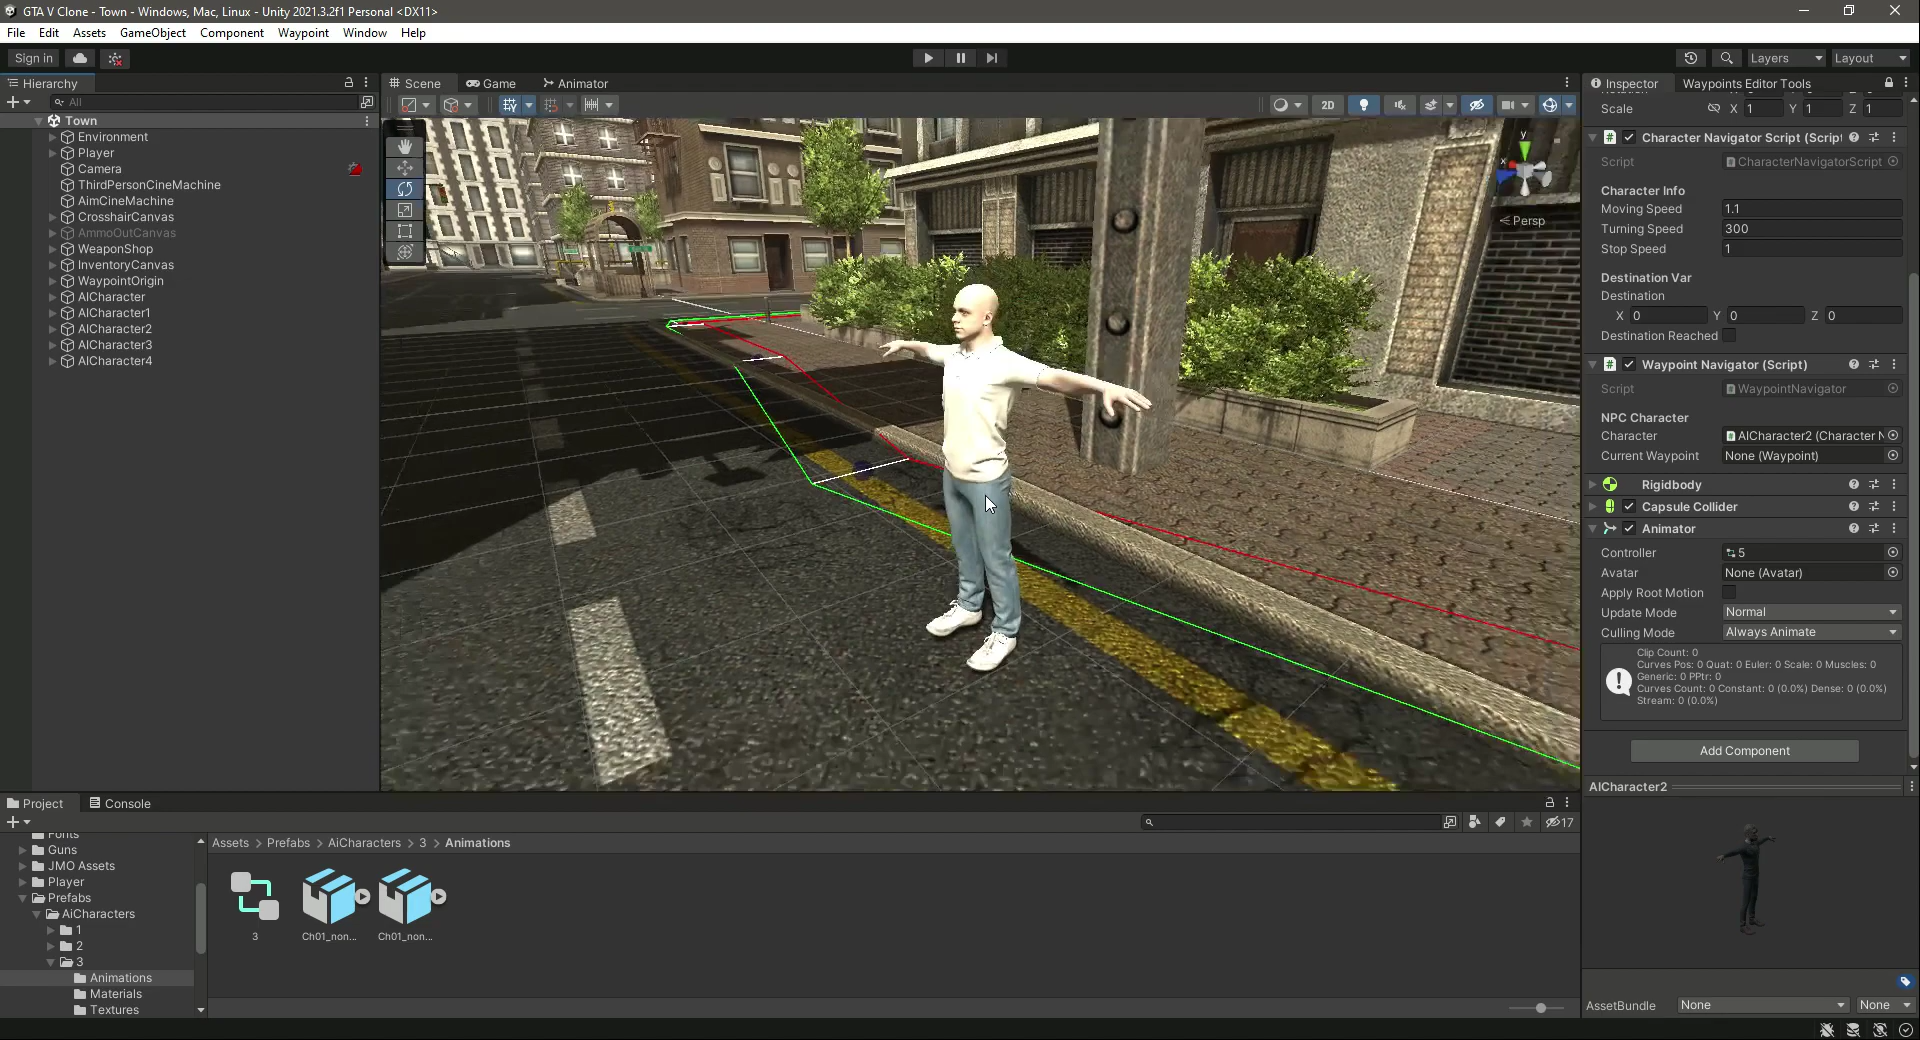 GTA V Clone - Town - Windows, Mac, Linux - Unity 2021.3.2f1 Personal <DX11>
File Edit Assets GameObject Component Waypoint Window Help
Sign in
Layers Layout
Hierarchy
All
Town
Environment
Player
Camera
ThirdPersonCineMachine
AimCineMachine
CrosshairCanvas
AmmoOutCanvas
WeaponShop
InventoryCanvas
WaypointOrigin
AICharacter
AICharacter1
AICharacter2
AICharacter3
AICharacter4
Scene Game Animator
2D
y
x
Persp
Inspector Waypoints Editor Tools
Scale X 1 Y 1 Z 1
Character Navigator Script (Script
Script CharacterNavigatorScript
Character Info
Moving Speed 1.1
Turning Speed 300
Stop Speed 1
Destination Var
Destination
X 0 Y 0 Z 0
Destination Reached
Waypoint Navigator (Script)
Script WaypointNavigator
NPC Character
Character AICharacter2 (Character N
Current Waypoint None (Waypoint)
Rigidbody
Capsule Collider
Animator
Controller 5
Avatar None (Avatar)
Apply Root Motion
Update Mode Normal
Culling Mode Always Animate
Clip Count: 0
Curves Pos: 0 Quat: 0 Euler: 0 Scale: 0 Muscles: 0
Generic: 0 PPtr: 0
Curves Count: 0 Constant: 0 (0.0%) Dense: 0 (0.0%)
Stream: 0 (0.0%)
Add Component
AICharacter2
AssetBundle None None
Project Console
17
Fonts
Guns
JMO Assets
Player
Prefabs
AiCharacters
1
2
3
Animations
Materials
Textures
Assets > Prefabs > AiCharacters > 3 > Animations
3 Ch01_non... Ch01_non...